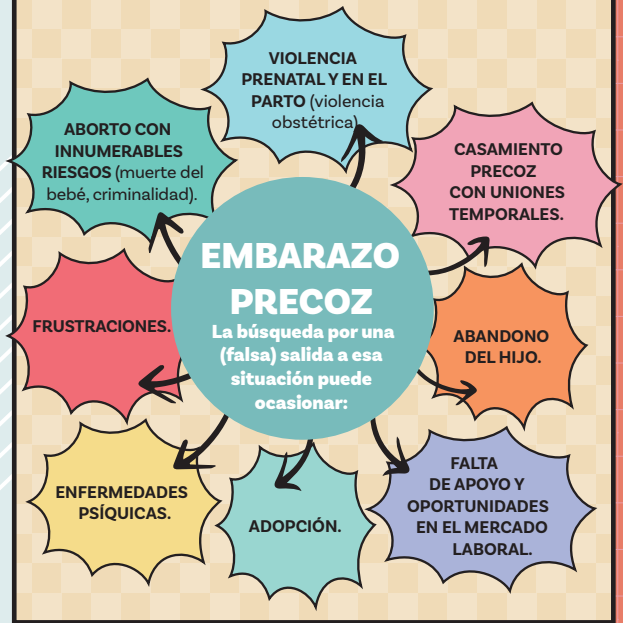 EMBARAZO
PRECOZ
La búsqueda por una
(falsa) salida a esa
situación puede
ocasionar:
VIOLENCIA
PRENATAL Y EN EL
PARTO (violencia
obstétrica)
CASAMIENTO
PRECOZ
CON UNIONES
TEMPORALES.
ABANDONO
DEL HIJO.
FALTA
DE APOYO Y
OPORTUNIDADES
EN EL MERCADO
LABORAL.
ADOPCIÓN.
ENFERMEDADES
PSÍQUICAS.
FRUSTRACIONES.
ABORTO CON
INNUMERABLES
RIESGOS (muerte del
bebé, criminalidad).